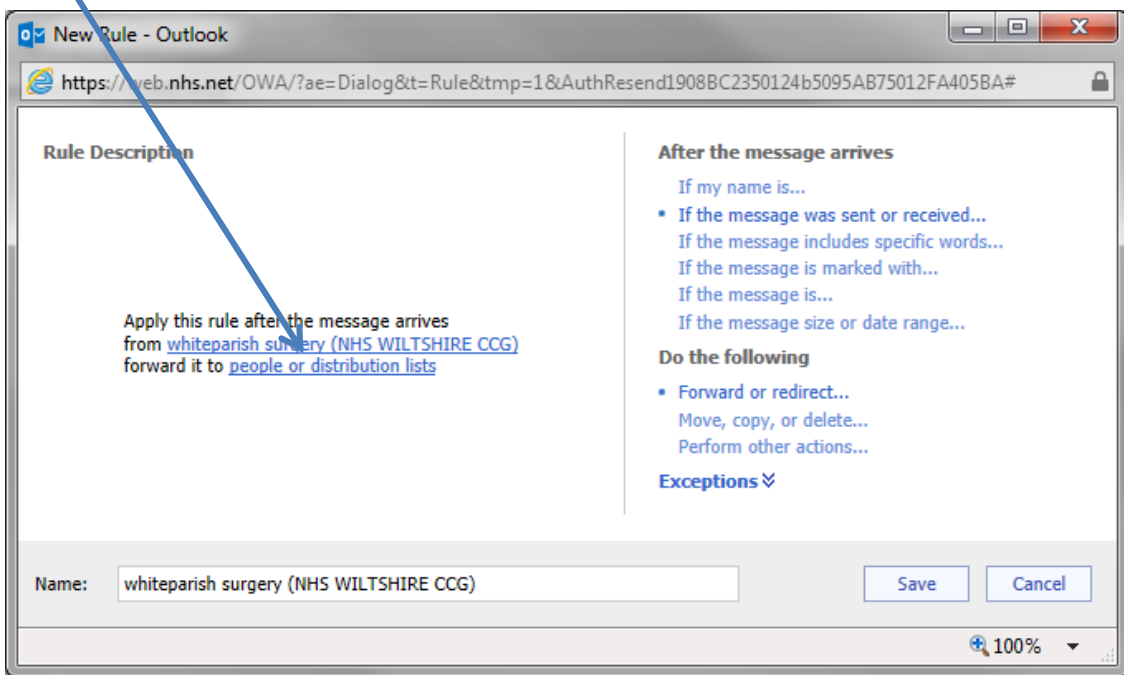 New Rule - Outlook
https://web.nhs.net/OWA/?ae=Dialog&t=Rule&tmp=1&AuthResend1908BC2350124b5095AB75012FA405BA#
Rule Description
Apply this rule after the message arrives
from whiteparish surgery (NHS WILTSHIRE CCG)
forward it to people or distribution lists
After the message arrives
If my name is...
• If the message was sent or received...
If the message includes specific words...
If the message is marked with...
If the message is...
If the message size or date range...
Do the following
• Forward or redirect...
Move, copy, or delete...
Perform other actions...
Exceptions
Name: whiteparish surgery (NHS WILTSHIRE CCG) Save Cancel
100%